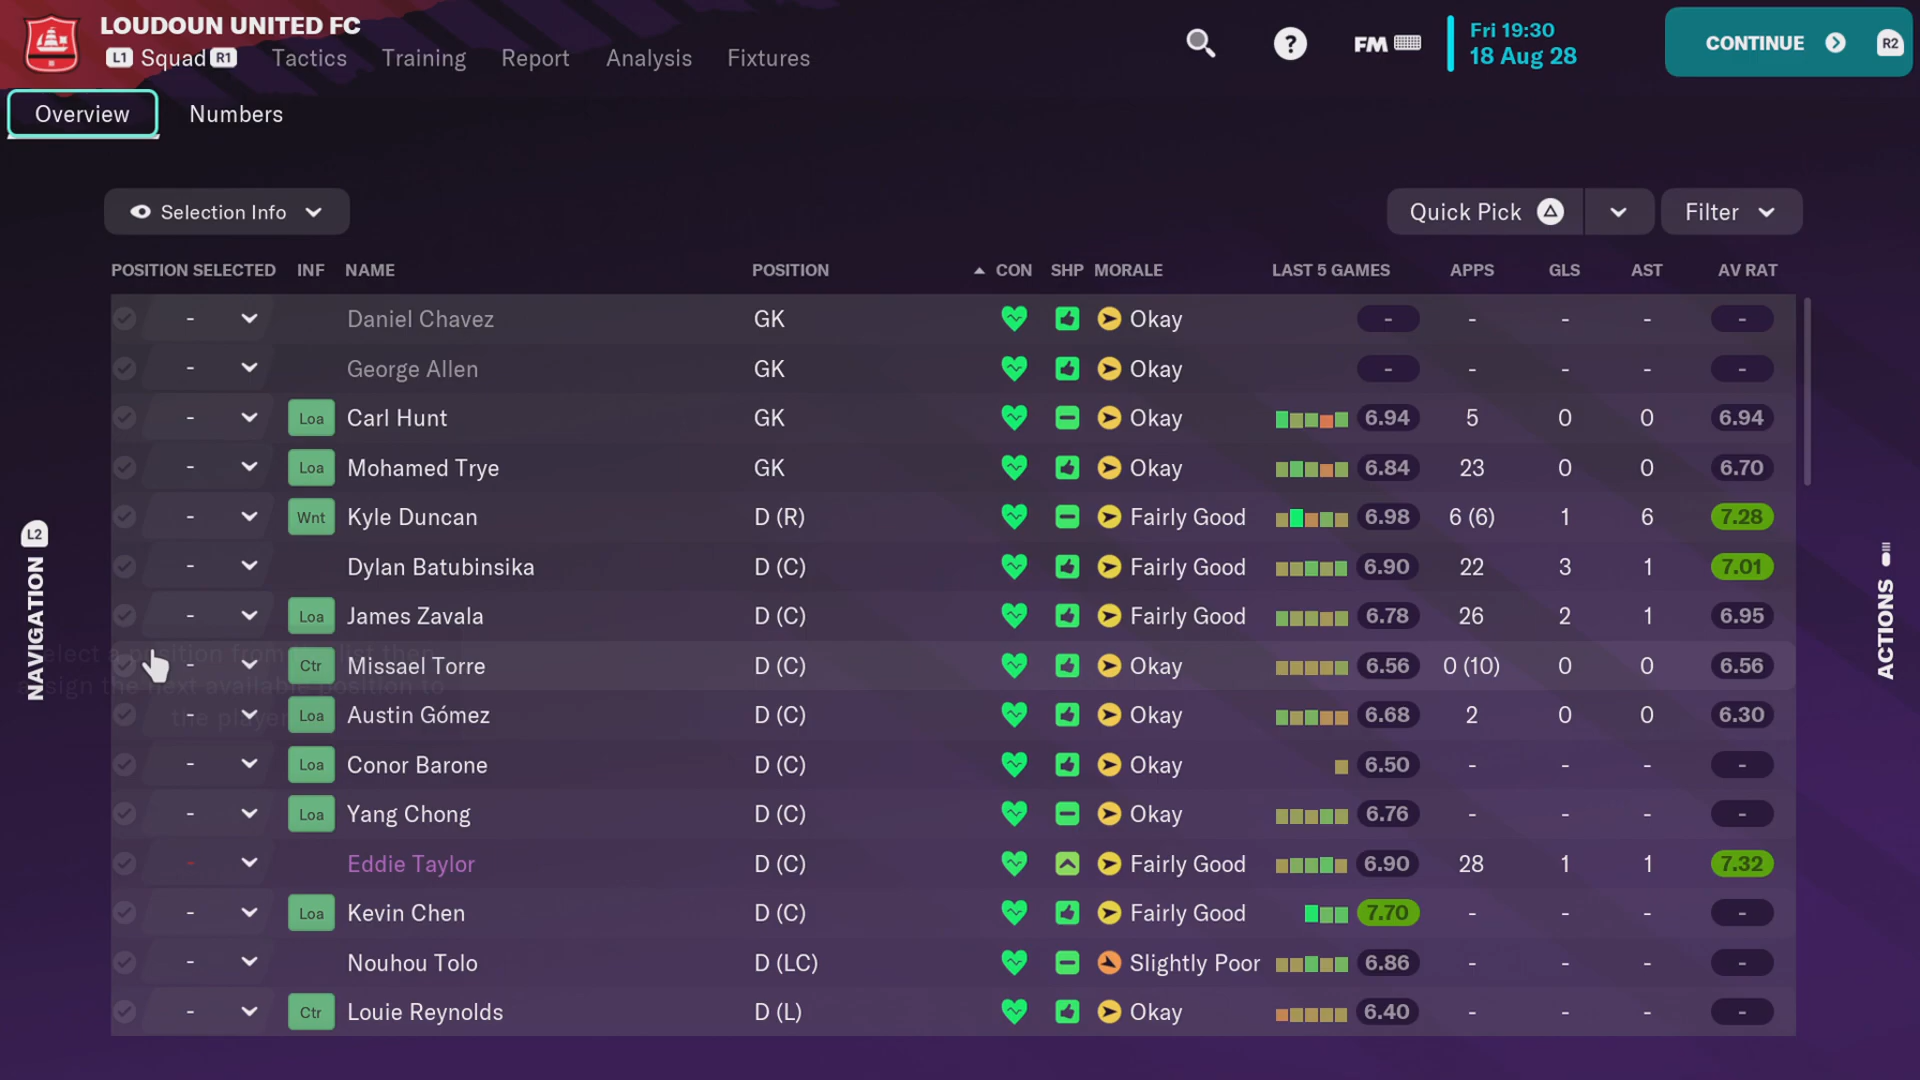 LOUDOUN UNITED FC
L1 Squad R1 Tactics Training Report Analysis Fixtures
? FM Fri 19:30
18 Aug 28
CONTINUE R2
Overview Numbers
Selection Info Quick Pick Filter
POSITION SELECTED INF NAME POSITION CON SHP MORALE LAST 5 GAMES APPS GLS AST AV RAT
- Daniel Chavez GK Okay - - - - -
- George Allen GK Okay - - - - -
- Loa Carl Hunt GK Okay 6.94 5 0 0 6.94
- Loa Mohamed Trye GK Okay 6.84 23 0 0 6.70
- Wnt Kyle Duncan D (R) Fairly Good 6.98 6 (6) 1 6 7.28
- Dylan Batubinsika D (C) Fairly Good 6.90 22 3 1 7.01
- Loa James Zavala D (C) Fairly Good 6.78 26 2 1 6.95
- Ctr Missael Torre D (C) Okay 6.56 0 (10) 0 0 6.56
- Loa Austin Gómez D (C) Okay 6.68 2 0 0 6.30
- Loa Conor Barone D (C) Okay 6.50 - - - -
- Loa Yang Chong D (C) Okay 6.76 - - - -
- Eddie Taylor D (C) Fairly Good 6.90 28 1 1 7.32
- Loa Kevin Chen D (C) Fairly Good 7.70 - - - -
- Nouhou Tolo D (LC) Slightly Poor 6.86 - - - -
- Ctr Louie Reynolds D (L) Okay 6.40 - - - -
NAVIGATION L2
ACTIONS
assign the next available position to
the player